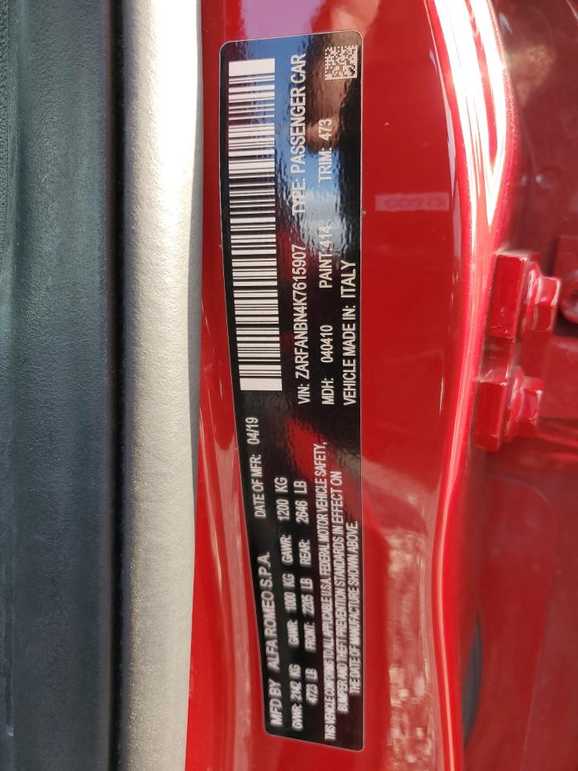 MFD BY ALFA ROMEO S.P.A. DATE OF MFR: 04/19
GVWR: 2142 KG GAWR: 1000 KG GAWR: 1200 KG
4723 LB FRONT: 2205 LB REAR: 2646 LB
THIS VEHICLE CONFORMS TO ALL APPLICABLE U.S.A. FEDERAL MOTOR VEHICLE SAFETY,
BUMPER AND THEFT PREVENTION STANDARDS IN EFFECT ON
THE DATE OF MANUFACTURE SHOWN ABOVE.
VIN: ZARFANBN4K7615907 TYPE: PASSENGER CAR
MDH: 040410 PAINT: 414 TRIM: 473
VEHICLE MADE IN: ITALY